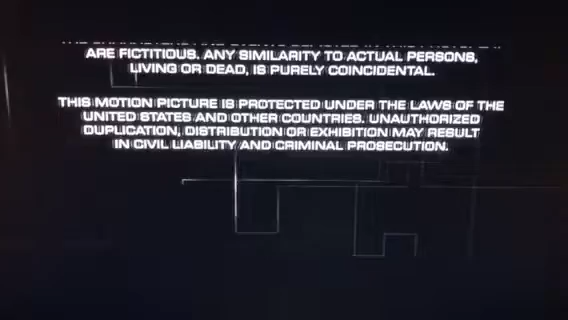 ARE FICTITIOUS. ANY SIMILARITY TO ACTUAL PERSONS,
LIVING OR DEAD, IS PURELY COINCIDENTAL.
THIS MOTION PICTURE IS PROTECTED UNDER THE LAWS OF THE
UNITED STATES AND OTHER COUNTRIES. UNAUTHORIZED
DUPLICATION, DISTRIBUTION OR EXHIBITION MAY RESULT
IN CIVIL LIABILITY AND CRIMINAL PROSECUTION.